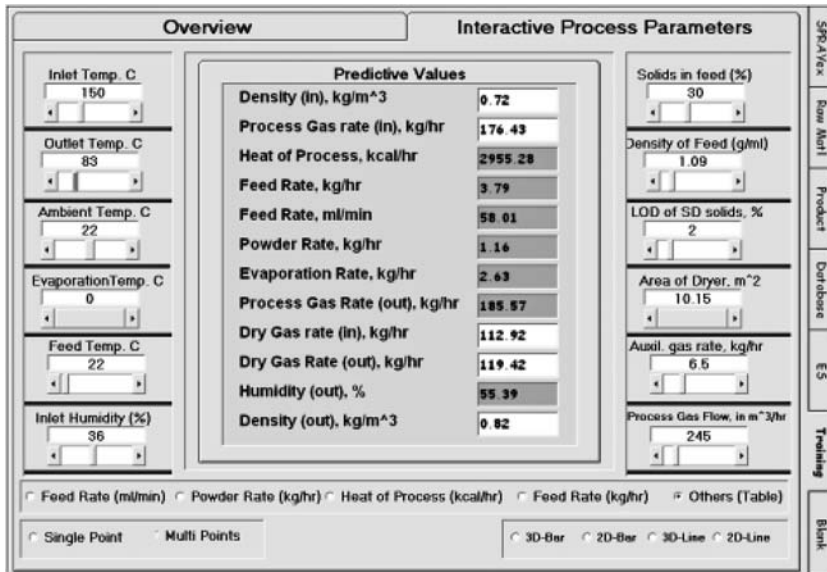 Overview
Interactive Process Parameters
Inlet Temp. C
150
Outlet Temp. C
83
Ambient Temp. C
22
EvaporationTemp. C
0
Feed Temp. C
22
Inlet Humidity (%)
36
Predictive Values
Density (in), kg/m^3 0.72
Process Gas rate (in), kg/hr 176.43
Heat of Process, kcal/hr 2955.28
Feed Rate, kg/hr 3.79
Feed Rate, ml/min 58.01
Powder Rate, kg/hr 1.16
Evaporation Rate, kg/hr 2.63
Process Gas Rate (out), kg/hr 185.57
Dry Gas rate (in), kg/hr 112.92
Dry Gas Rate (out), kg/hr 119.42
Humidity (out), % 55.39
Density (out), kg/m^3 0.82
Solids in feed (%)
30
Density of Feed (g/ml)
1.09
LOD of SD solids, %
2
Area of Dryer, m^2
10.15
Auxil. gas rate, kg/hr
6.5
Process Gas Flow, in m^3/hr
245
SPRAYex
Raw Matl
Product
Database
ES
Training
Blank
Feed Rate (ml/min) Powder Rate (kg/hr) Heat of Process (kcal/hr) Feed Rate (kg/hr) Others (Table)
Single Point Multi Points
3D-Bar 2D-Bar 3D-Line 2D-Line